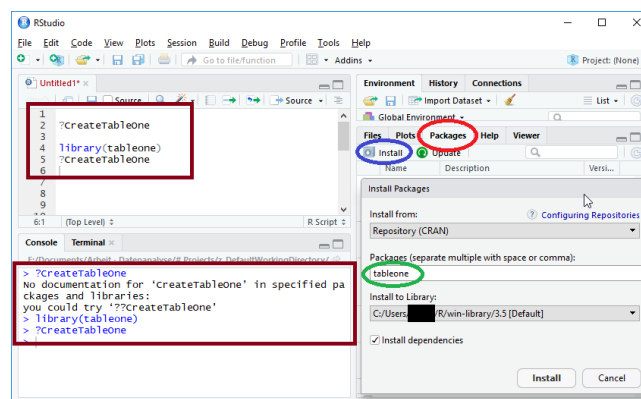 RStudio
File Edit Code View Plots Session Build Debug Profile Tools Help
Go to file/function Addins Project: (None)
Untitled1*
Source Source
1
2 ?CreateTableOne
3
4 library(tableone)
5 ?CreateTableOne
6
7
8
9
6:1 (Top Level) R Script
Console Terminal
F:/Documents/Arbeit - Datenanalyse/# Projects/z_DefaultWorkingDirectory/
> ?CreateTableOne
No documentation for ‘CreateTableOne’ in specified pa
ckages and libraries:
you could try ‘??CreateTableOne’
> library(tableone)
> ?CreateTableOne
>
Environment History Connections
Import Dataset List
Global Environment
Files Plots Packages Help Viewer
Install Update
Name Description Versi...
Install Packages
Install from: ? Configuring Repositories
Repository (CRAN)
Packages (separate multiple with space or comma):
tableone
Install to Library:
C:/Users/ /R/win-library/3.5 [Default]
Install dependencies
Install Cancel